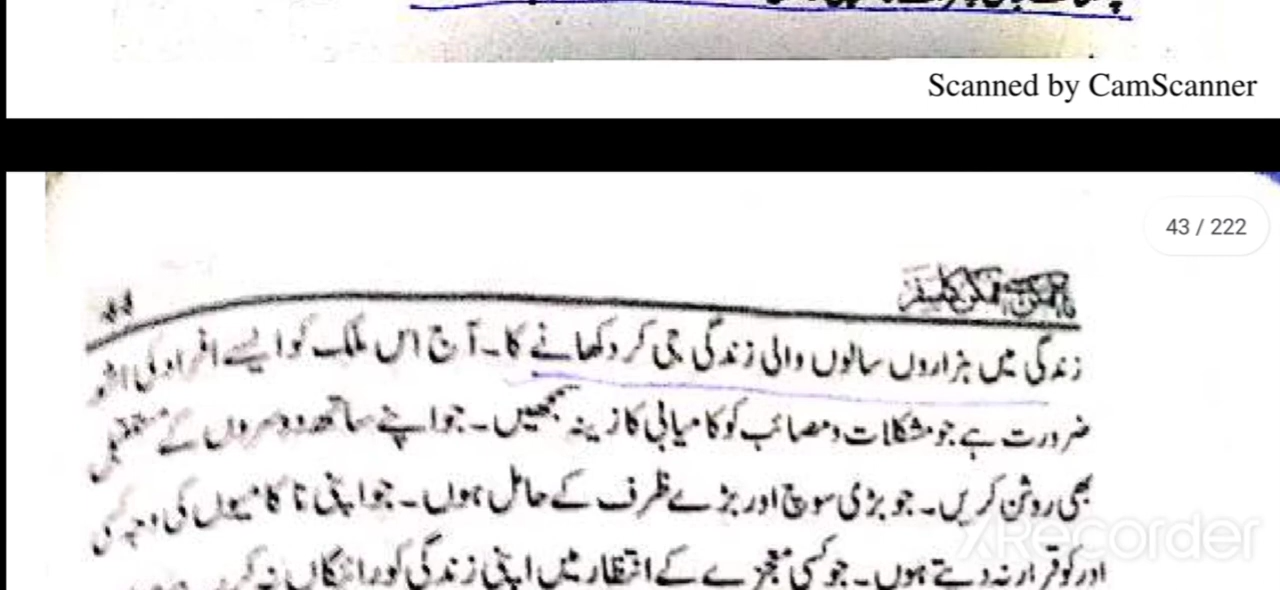 Scanned by CamScanner
43 / 222
زندگی میں ہزاروں سالوں والی زندگی جی کر دکھانے کا۔ آج اس ملک کو ایسے افراد کی اشد
ضرورت ہے جو مشکلات و مصائب کو کامیابی کا زینہ سمجھیں۔ جو اپنے ساتھ دوسروں کے
بھی روشن کریں۔ جو بڑی سوچ اور بڑے ظرف کے حامل ہوں۔ جو اپنی ناکامیوں کی وجہ کسی
اور کو قرار نہ دیتے ہوں۔ جو کسی معجزے کے انتظار میں اپنی زندگی کو رائیگاں نہ کریں
XRecorder